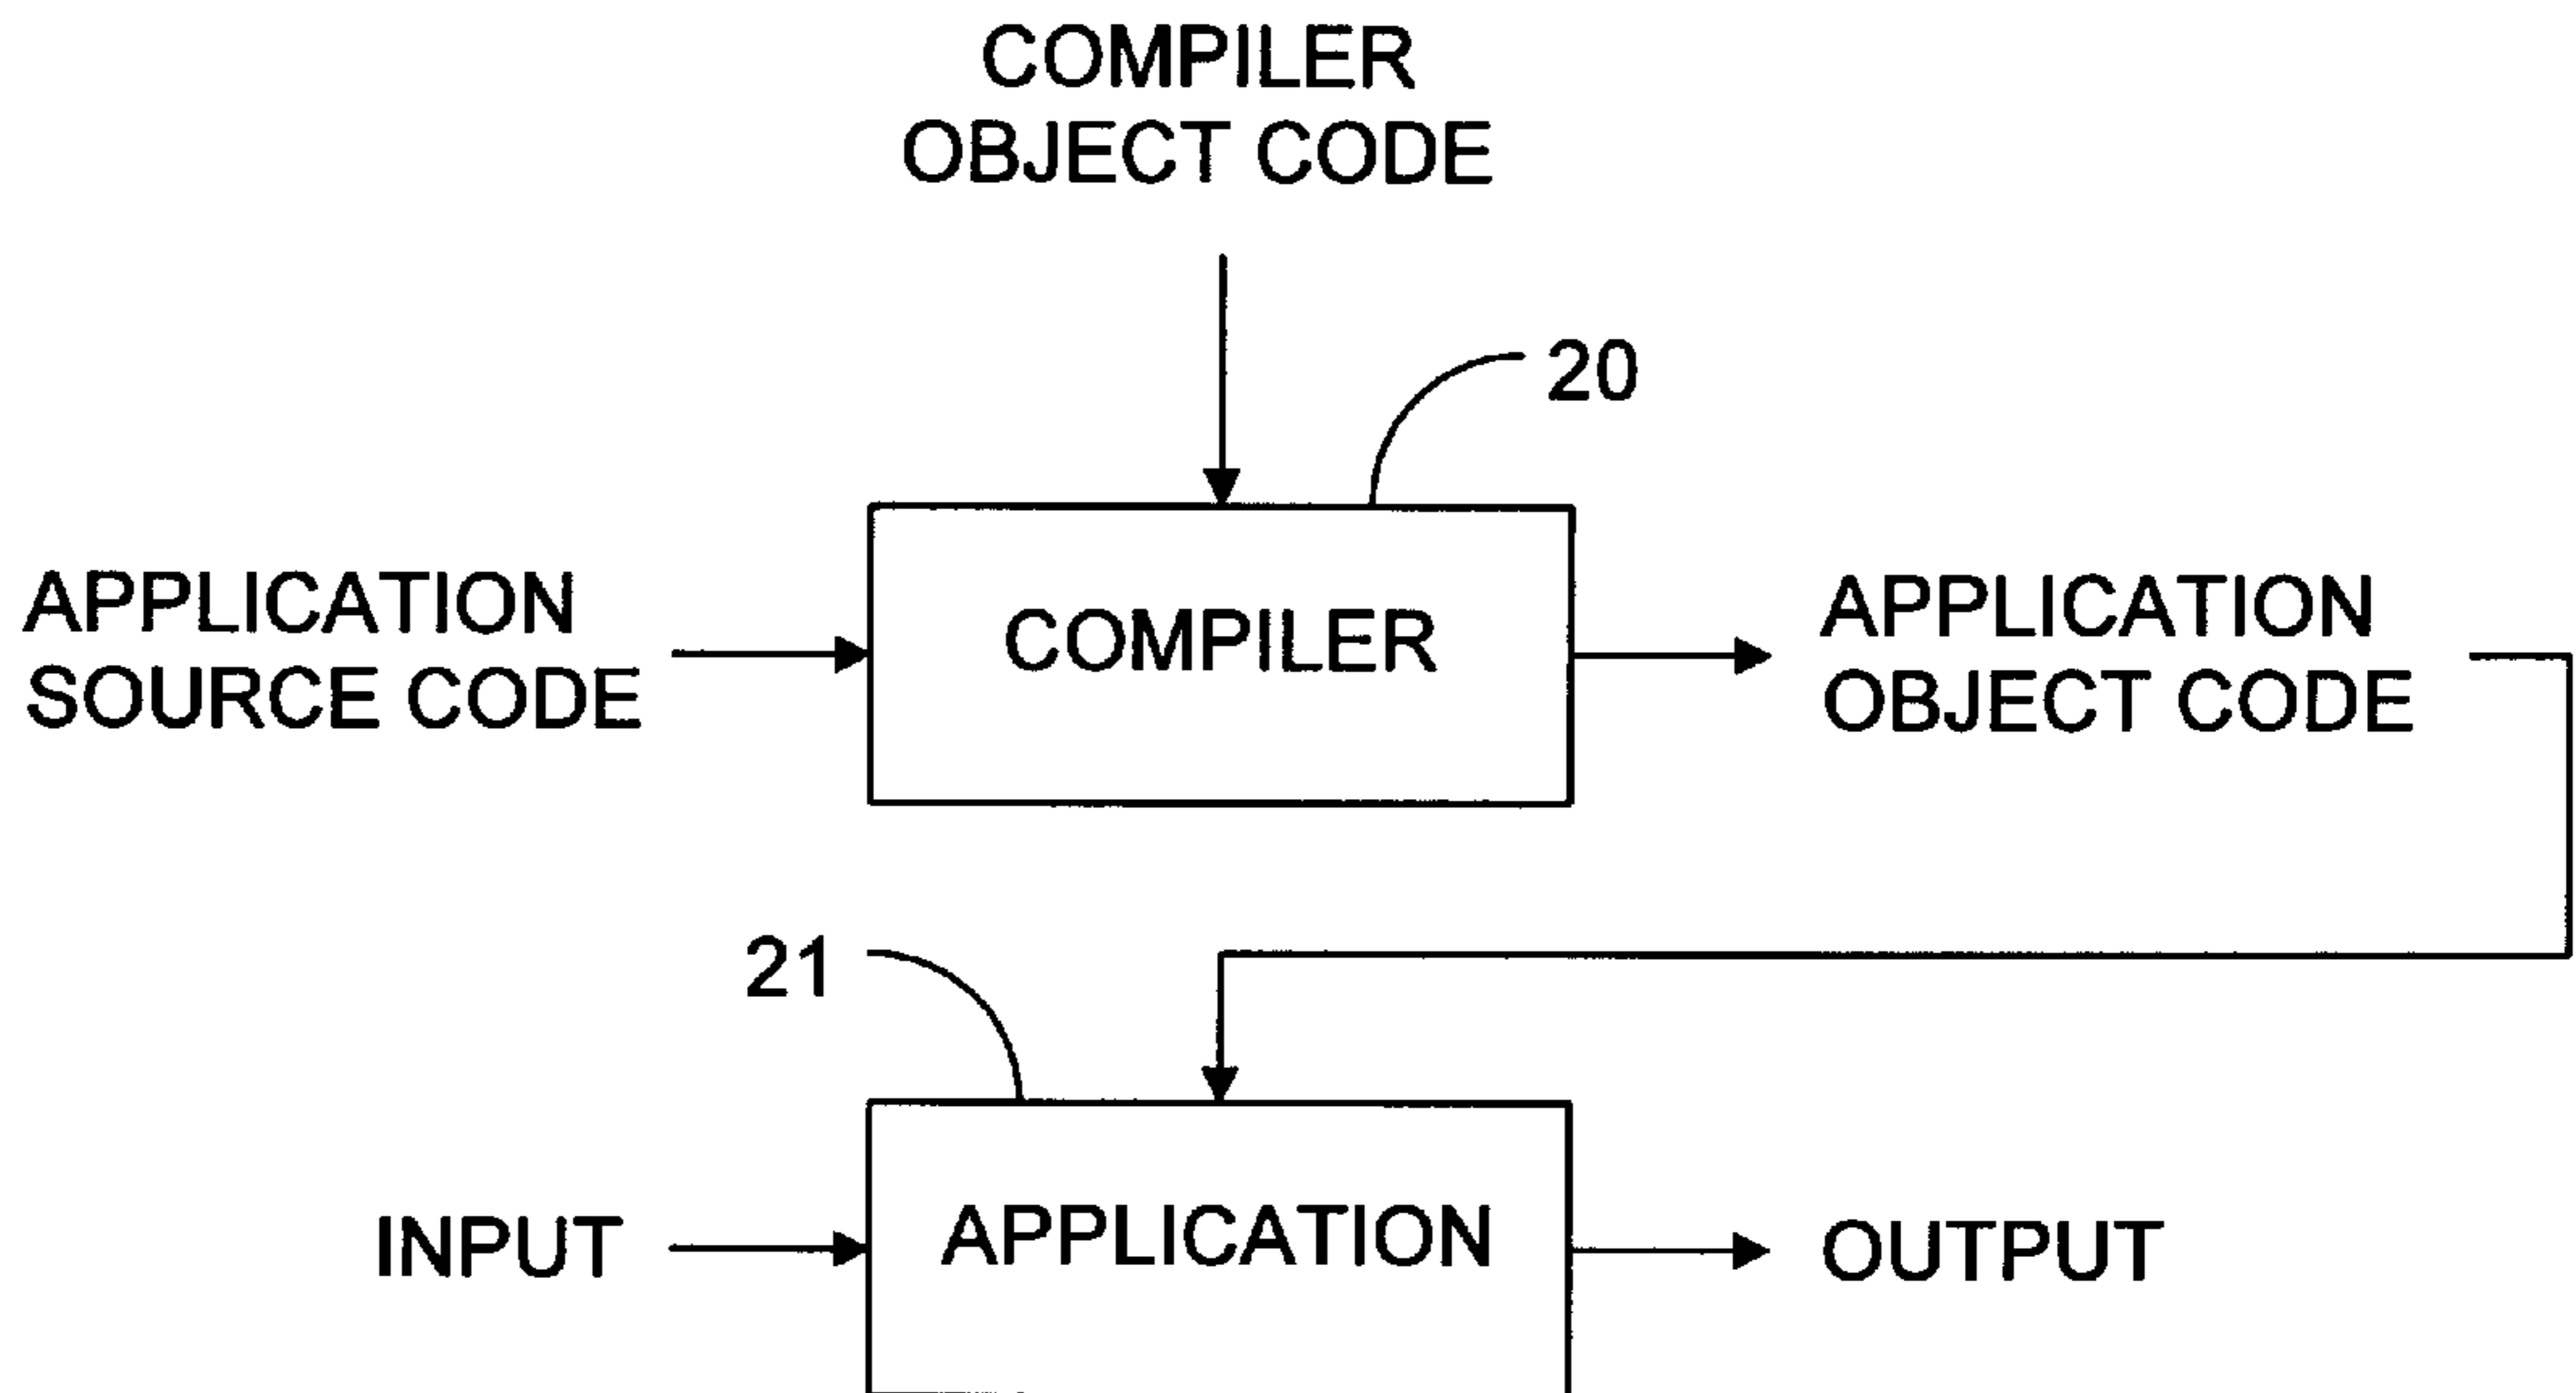 COMPILER
OBJECT CODE
20
APPLICATION
SOURCE CODE
COMPILER
APPLICATION
OBJECT CODE
21
INPUT
APPLICATION
OUTPUT